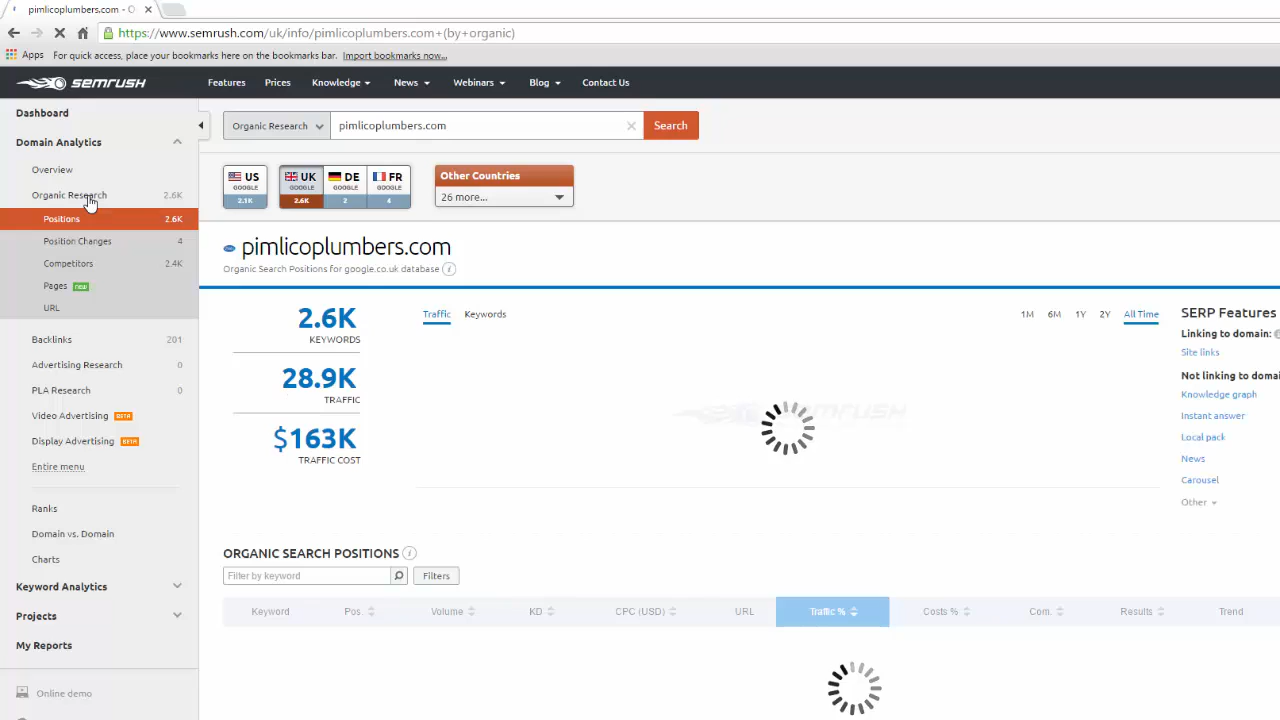 pimlicoplumbers.com - O
https://www.semrush.com/uk/info/pimlicoplumbers.com+(by+organic)
Apps For quick access, place your bookmarks here on the bookmarks bar. Import bookmarks now...
SEMRUSH Features Prices Knowledge News Webinars Blog Contact Us
Dashboard
Domain Analytics
Overview
Organic Research 2.6K
Positions 2.6K
Position Changes 4
Competitors 2.4K
Pages new
URL
Backlinks 201
Advertising Research 0
PLA Research 0
Video Advertising BETA
Display Advertising BETA
Entire menu
Ranks
Domain vs. Domain
Charts
Keyword Analytics
Projects
My Reports
Online demo
Organic Research pimlicoplumbers.com Search
US GOOGLE 2.1K
UK GOOGLE 2.6K
DE GOOGLE 2
FR GOOGLE 4
Other Countries
26 more...
pimlicoplumbers.com
Organic Search Positions for google.co.uk database
2.6K
KEYWORDS
28.9K
TRAFFIC
$163K
TRAFFIC COST
Traffic Keywords 1M 6M 1Y 2Y All Time
SEMRUSH
SERP Features
Linking to domain:
Site links
Not linking to domai
Knowledge graph
Instant answer
Local pack
News
Carousel
Other
ORGANIC SEARCH POSITIONS
Filter by keyword Filters
Keyword Pos. Volume KD CPC (USD) URL Traffic % Costs % Com. Results Trend